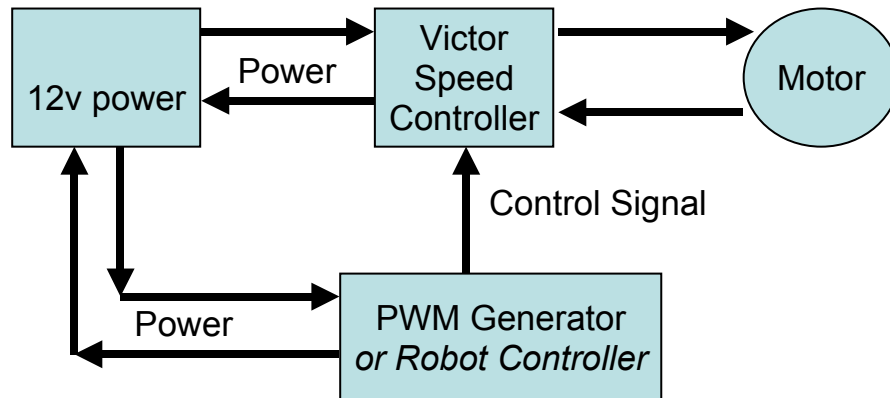 12v power
Power
Victor
Speed
Controller
Motor
Control Signal
Power
PWM Generator
or Robot Controller